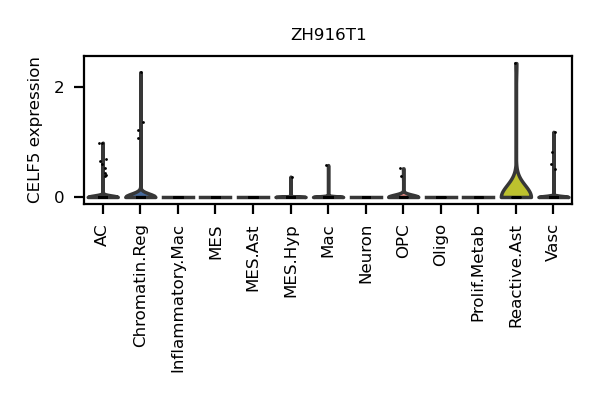 ZH916T1
CELF5 expression
2
0
AC
Chromatin.Reg
Inflammatory.Mac
MES
MES.Ast
MES.Hyp
Mac
Neuron
OPC
Oligo
Prolif.Metab
Reactive.Ast
Vasc